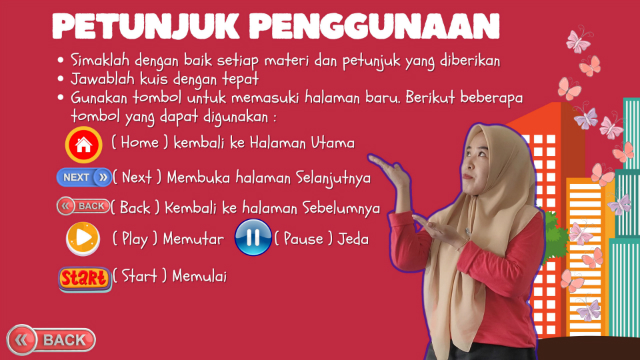 PETUNJUK PENGGUNAAN
• Simaklah dengan baik setiap materi dan petunjuk yang diberikan
• Jawablah kuis dengan tepat
• Gunakan tombol untuk memasuki halaman baru. Berikut beberapa
tombol yang dapat digunakan :
( Home ) kembali ke Halaman Utama
NEXT ( Next ) Membuka halaman Selanjutnya
BACK ( Back ) Kembali ke halaman Sebelumnya
( Play ) Memutar ( Pause ) Jeda
START ( Start ) Memulai
BACK